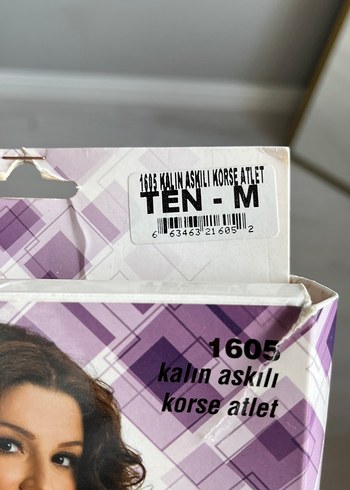 1605 KALIN ASKILI KORSE ATLET
TEN - M
6 63463 21605 2
1605
kalın askılı
korse atlet